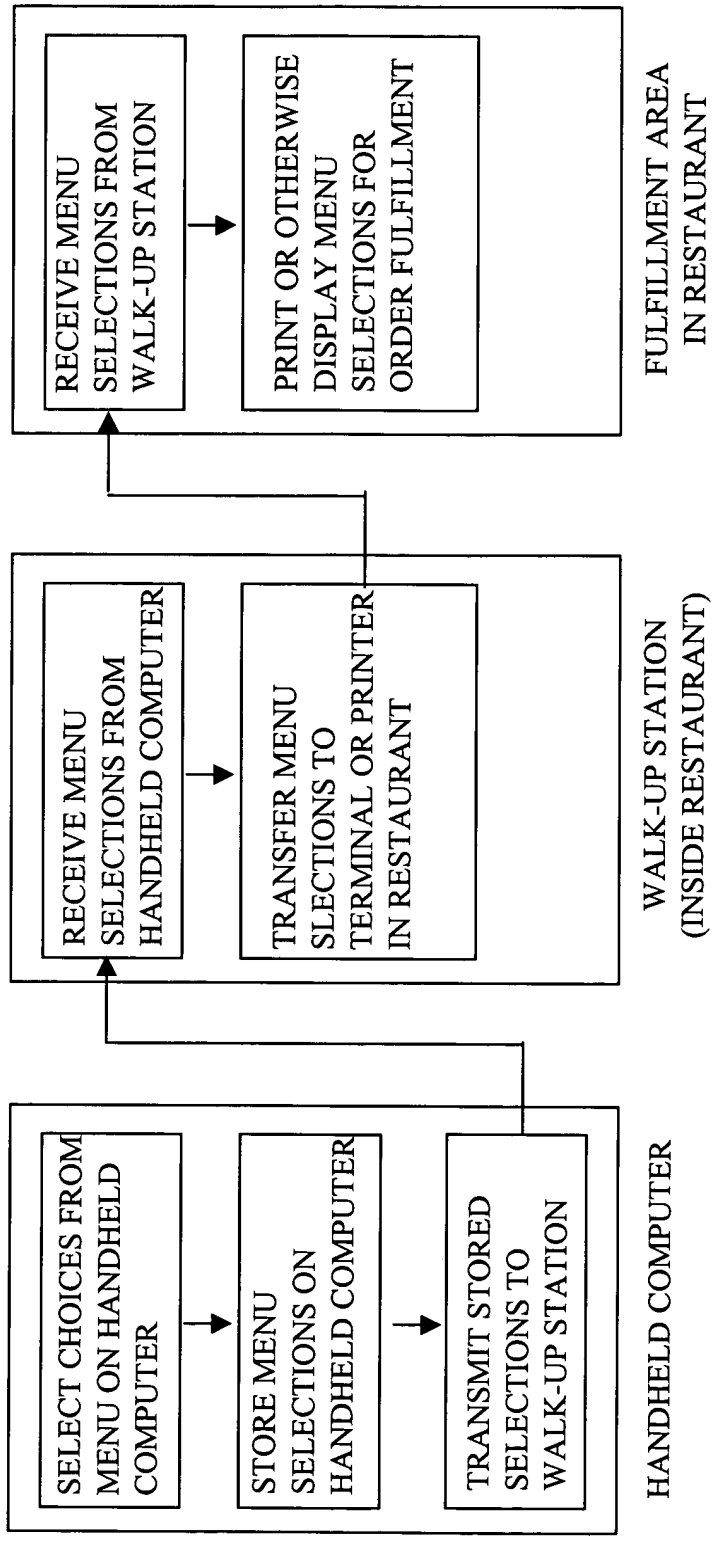 SELECT CHOICES FROM
MENU ON HANDHELD
COMPUTER
STORE MENU
SELECTIONS ON
HANDHELD COMPUTER
TRANSMIT STORED
SELECTIONS TO
WALK-UP STATION
HANDHELD COMPUTER
RECEIVE MENU
SELECTIONS FROM
HANDHELD COMPUTER
TRANSFER MENU
SLECTIONS TO
TERMINAL OR PRINTER
IN RESTAURANT
WALK-UP STATION
(INSIDE RESTAURANT)
RECEIVE MENU
SELECTIONS FROM
WALK-UP STATION
PRINT OR OTHERWISE
DISPLAY MENU
SELECTIONS FOR
ORDER FULFILLMENT
FULFILLMENT AREA
IN RESTAURANT